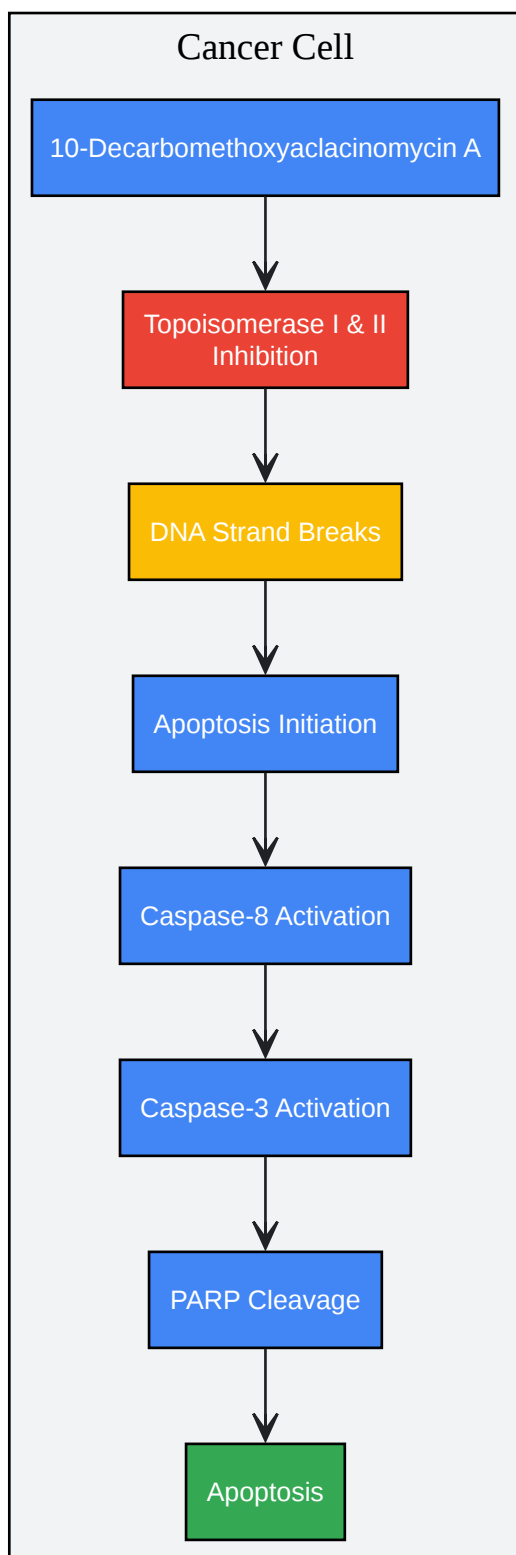 Cancer Cell
10-Decarbomethoxyaclacinomycin A
Topoisomerase I & II
Inhibition
DNA Strand Breaks
Apoptosis Initiation
Caspase-8 Activation
Caspase-3 Activation
PARP Cleavage
Apoptosis